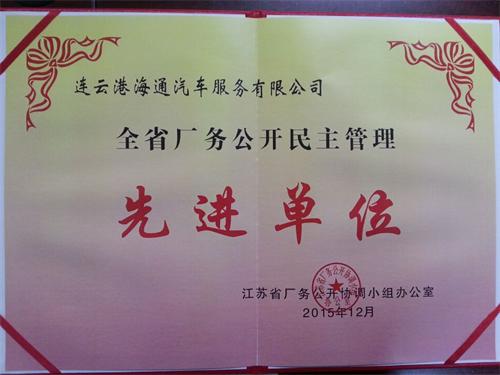 连云港海通汽车服务有限公司
全省厂务公开民主管理
先进单位
江苏省厂务公开协调小组办公室
2015年12月